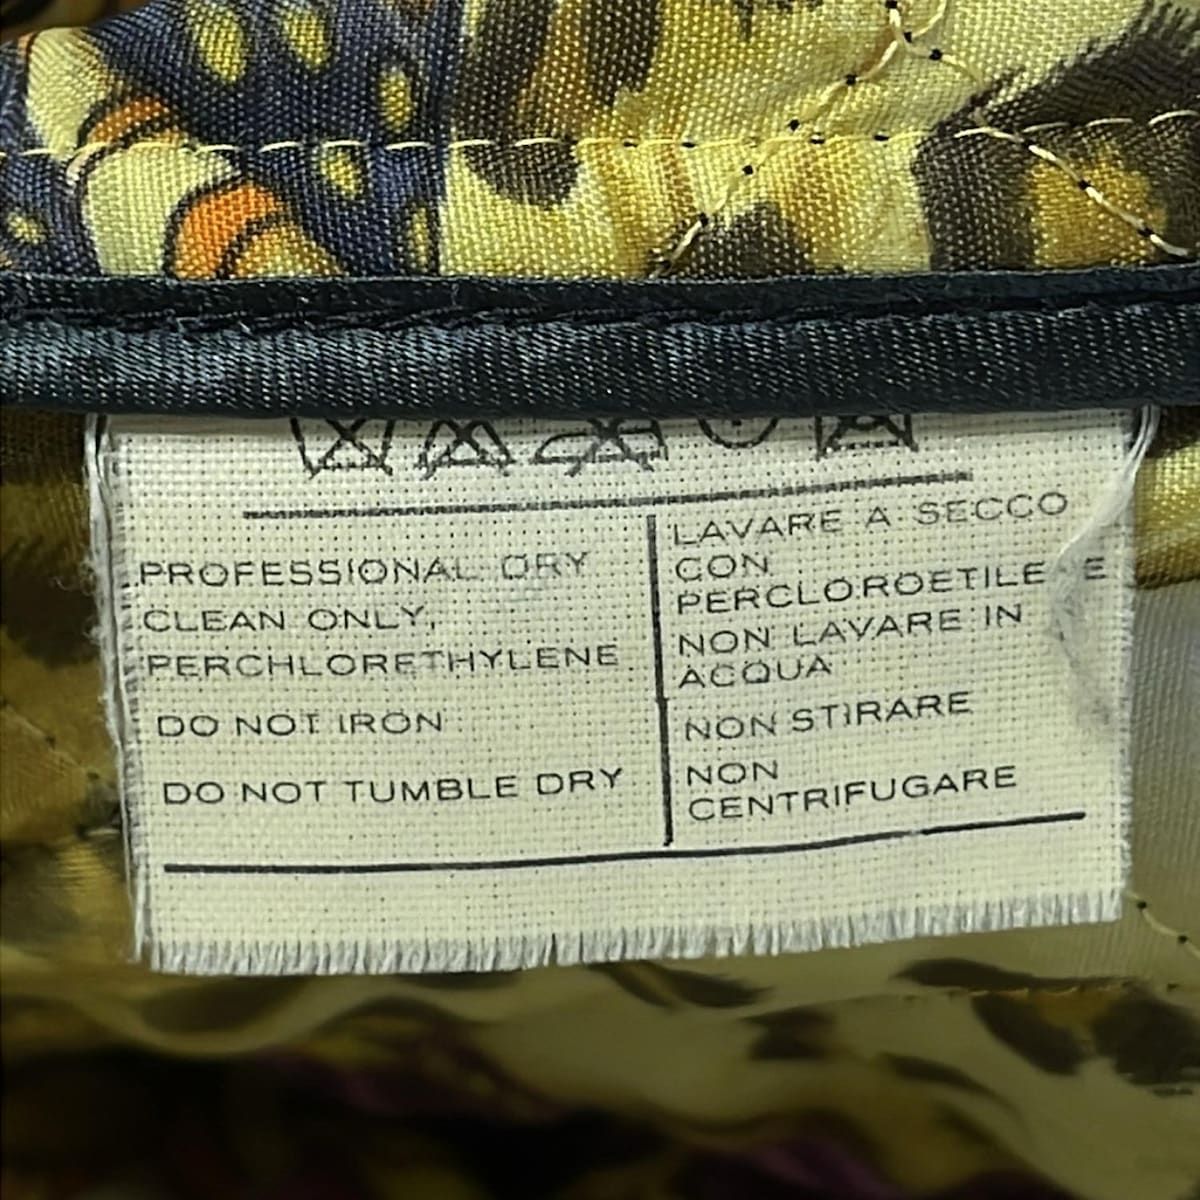 PROFESSIONAL DRY
CLEAN ONLY,
PERCHLORETHYLENE
DO NOT IRON
DO NOT TUMBLE DRY
LAVARE A SECCO
CON
PERCLOROETILE E
NON LAVARE IN
ACQUA
NON STIRARE
NON
CENTRIFUGARE